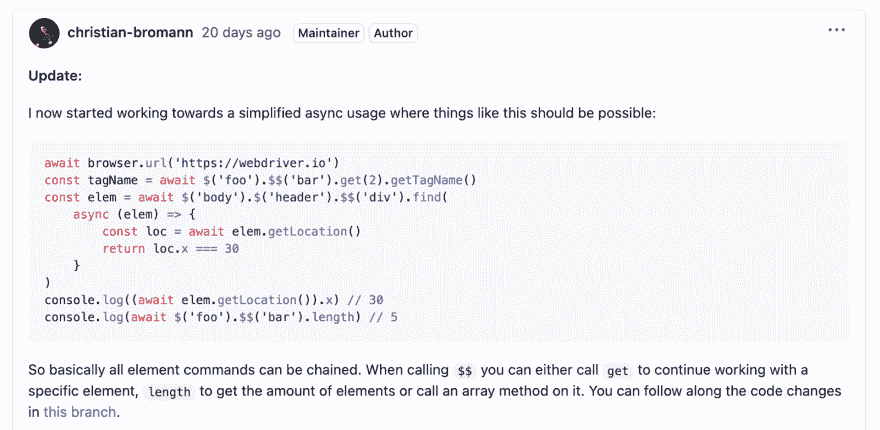 christian-bromann 20 days ago Maintainer Author
Update:
I now started working towards a simplified async usage where things like this should be possible:
await browser.url('https://webdriver.io')
const tagName = await $('foo').$$('bar').get(2).getTagName()
const elem = await $('body').$('header').$$('div').find(
    async (elem) => {
        const loc = await elem.getLocation()
        return loc.x === 30
    }
)
console.log((await elem.getLocation()).x) // 30
console.log(await $('foo').$$('bar').length) // 5
So basically all element commands can be chained. When calling $$ you can either call get to continue working with a
specific element, length to get the amount of elements or call an array method on it. You can follow along the code changes
in this branch.